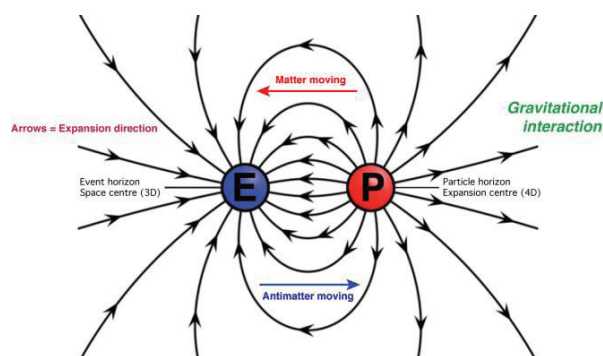 Matter moving
Gravitational
interaction
Arrows = Expansion direction
Event horizon
Space centre (3D)
E
P
Particle horizon
Expansion centre (4D)
Antimatter moving